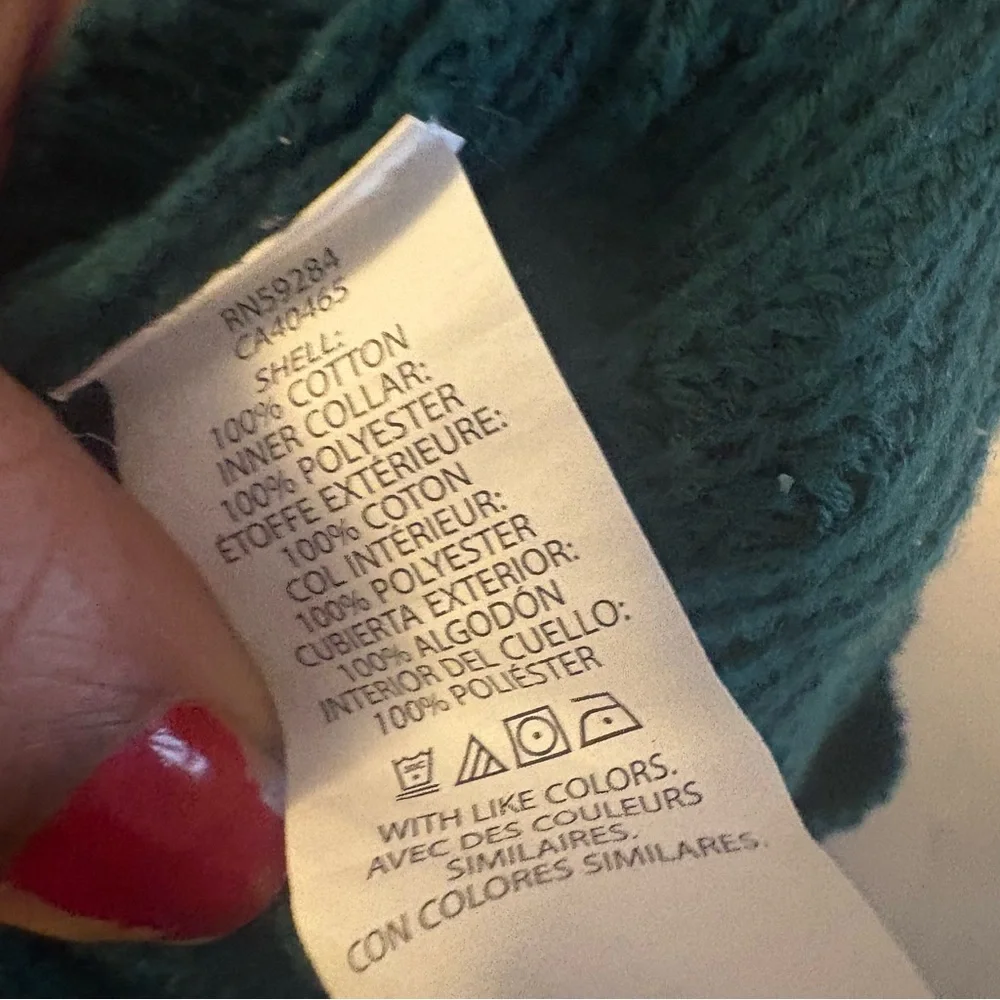 RN59284
CA40465
SHELL:
100% COTTON
INNER COLLAR:
100% POLYESTER
ÉTOFFE EXTÉRIEURE:
100% COTON
COL INTÉRIEUR:
100% POLYESTER
CUBIERTA EXTERIOR:
100% ALGODÓN
INTERIOR DEL CUELLO:
100% POLIÉSTER
WITH LIKE COLORS.
AVEC DES COULEURS
SIMILAIRES.
CON COLORES SIMILARES.